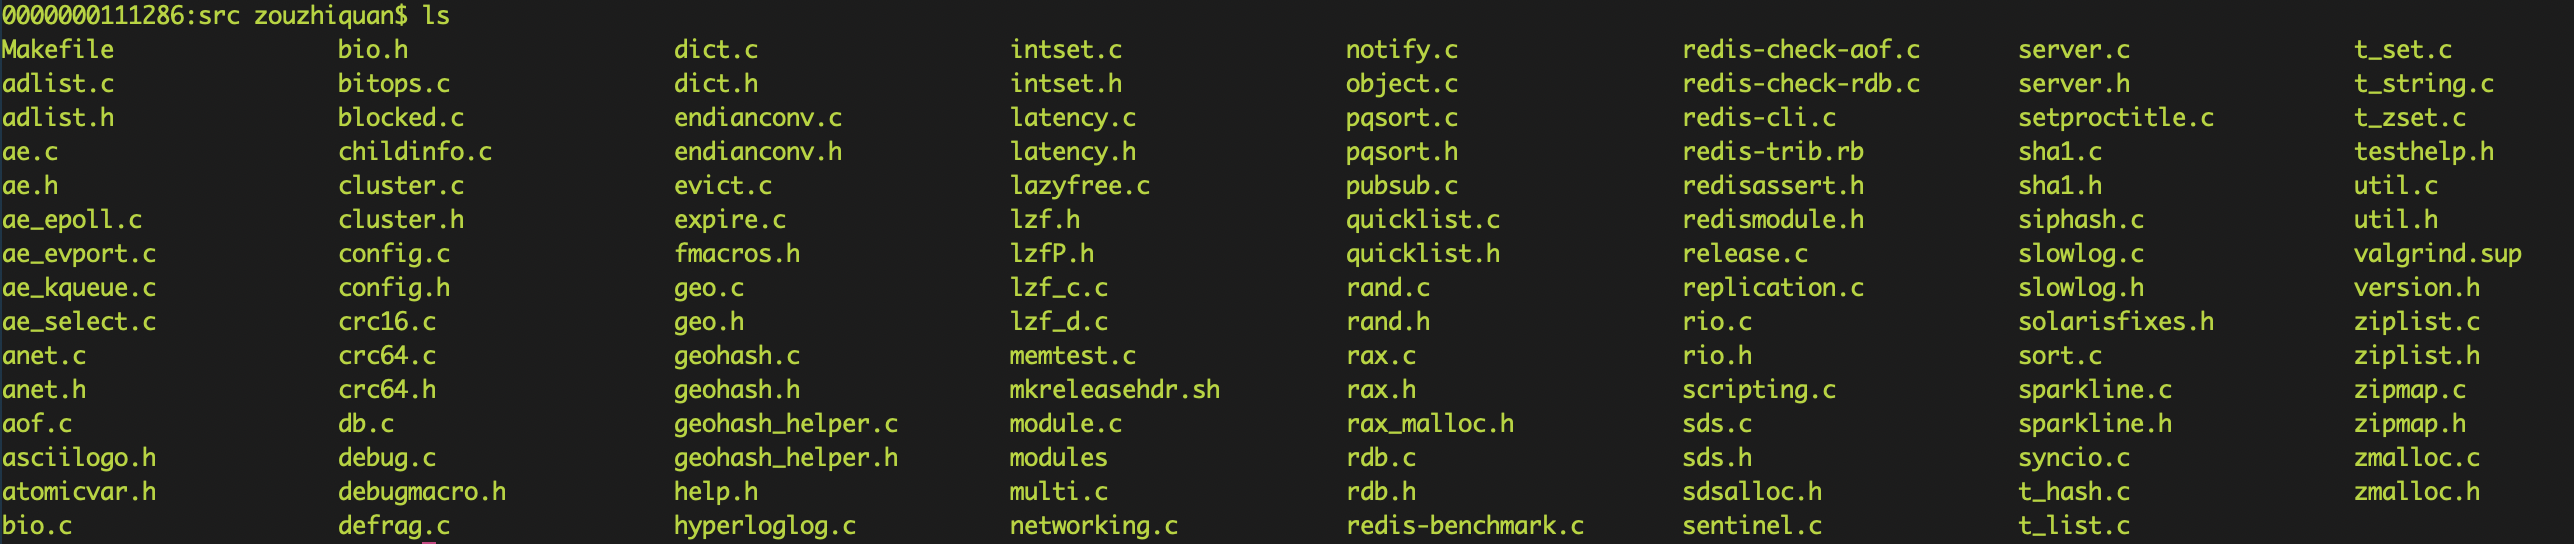 0000000111286:src zouzhiquan$ ls
Makefile bio.h dict.c intset.c notify.c redis-check-aof.c server.c t_set.c
adlist.c bitops.c dict.h intset.h object.c redis-check-rdb.c server.h t_string.c
adlist.h blocked.c endianconv.c latency.c pqsort.c redis-cli.c setproctitle.c t_zset.c
ae.c childinfo.c endianconv.h latency.h pqsort.h redis-trib.rb sha1.c testhelp.h
ae.h cluster.c evict.c lazyfree.c pubsub.c redisassert.h sha1.h util.c
ae_epoll.c cluster.h expire.c lzf.h quicklist.c redismodule.h siphash.c util.h
ae_evport.c config.c fmacros.h lzfP.h quicklist.h release.c slowlog.c valgrind.sup
ae_kqueue.c config.h geo.c lzf_c.c rand.c replication.c slowlog.h version.h
ae_select.c crc16.c geo.h lzf_d.c rand.h rio.c solarisfixes.h ziplist.c
anet.c crc64.c geohash.c memtest.c rax.c rio.h sort.c ziplist.h
anet.h crc64.h geohash.h mkreleasehdr.sh rax.h scripting.c sparkline.c zipmap.c
aof.c db.c geohash_helper.c module.c rax_malloc.h sds.c sparkline.h zipmap.h
asciilogo.h debug.c geohash_helper.h modules rdb.c sds.h syncio.c zmalloc.c
atomicvar.h debugmacro.h help.h multi.c rdb.h sdsalloc.h t_hash.c zmalloc.h
bio.c defrag.c hyperloglog.c networking.c redis-benchmark.c sentinel.c t_list.c